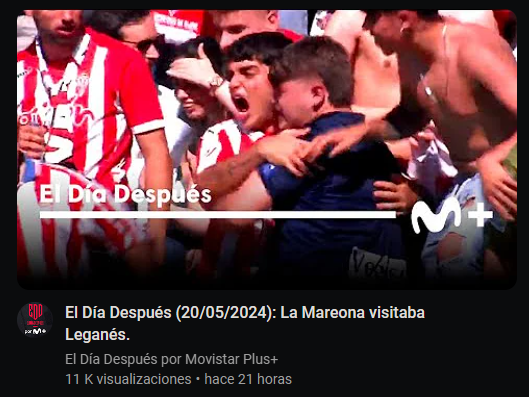 El Día Después
M+
El Día Después (20/05/2024): La Mareona visitaba
Leganés.
El Día Después por Movistar Plus+
11 K visualizaciones • hace 21 horas